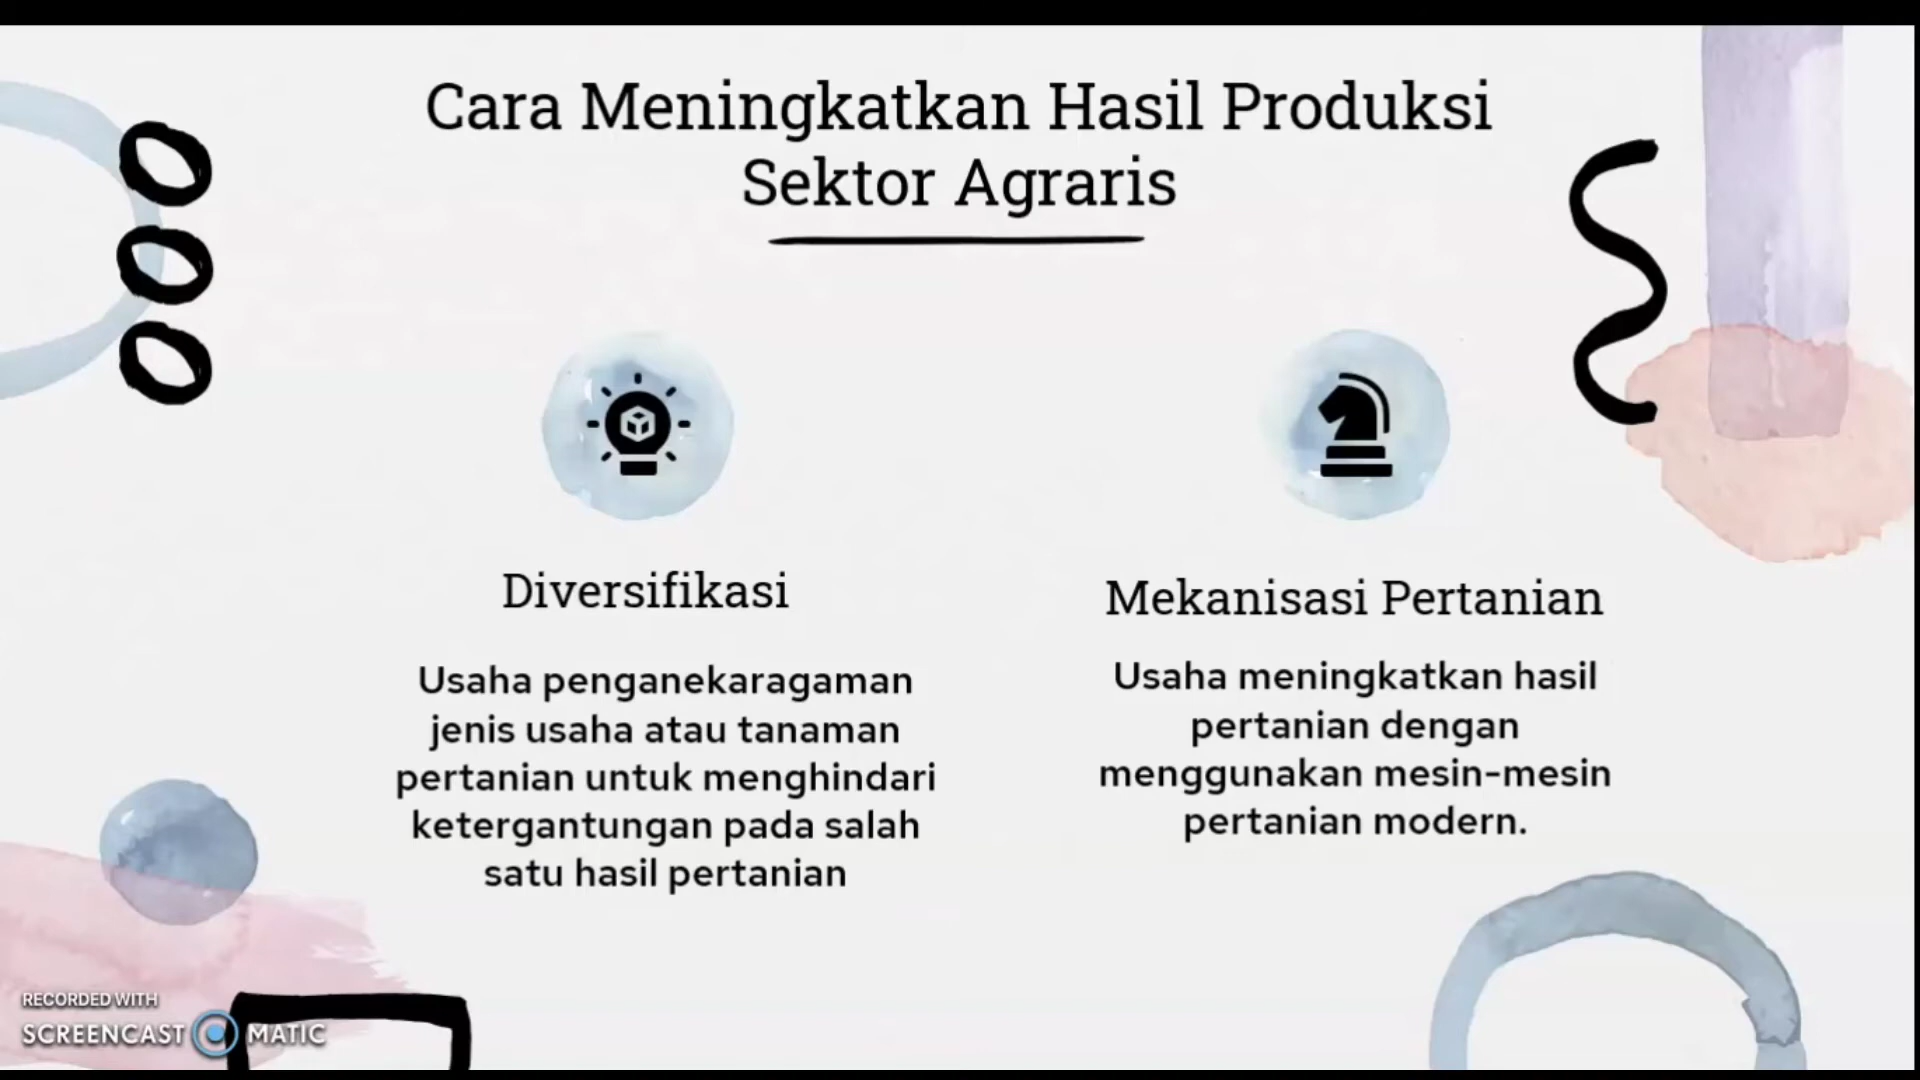 Cara Meningkatkan Hasil Produksi
Sektor Agraris
Diversifikasi
Usaha penganekaragaman
jenis usaha atau tanaman
pertanian untuk menghindari
ketergantungan pada salah
satu hasil pertanian
Mekanisasi Pertanian
Usaha meningkatkan hasil
pertanian dengan
menggunakan mesin-mesin
pertanian modern.
RECORDED WITH
SCREENCAST MATIC